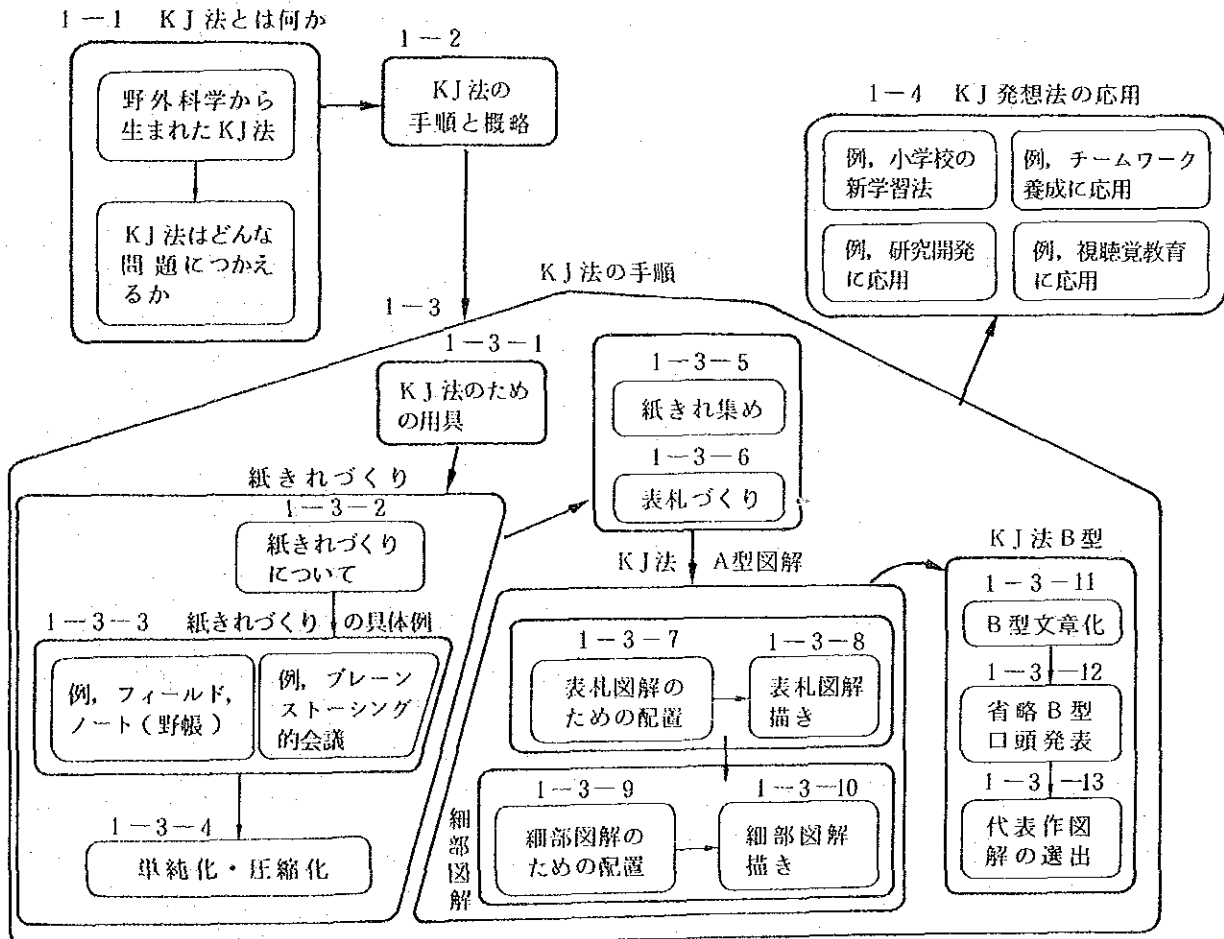 1－1　KJ法とは何か
野外科学から
生まれたKJ法
KJ法はどんな
問題につかえ
るか
1－2
KJ法の
手順と概略
1－4　KJ発想法の応用
例，小学校の
新学習法
例，チームワーク
養成に応用
例，研究開発
に応用
例，視聴覚教育
に応用
KJ法の手順
1－3
1－3－1
KJ法のため
の用具
紙きれづくり
1－3－2
紙きれづくり
について
1－3－3　紙きれづくりの具体例
例，フィールド，
ノート（野帳）
例，ブレーン
ストーシング
的会議
1－3－4
単純化・圧縮化
1－3－5
紙きれ集め
1－3－6
表札づくり
KJ法　A型図解
1－3－7
表札図解の
ための配置
1－3－8
表札図解
描き
細部図解
1－3－9
細部図解の
ための配置
1－3－10
細部図解
描き
KJ法B型
1－3－11
B型文章化
1－3－12
省略B型
口頭発表
1－3－13
代表作図
解の選出